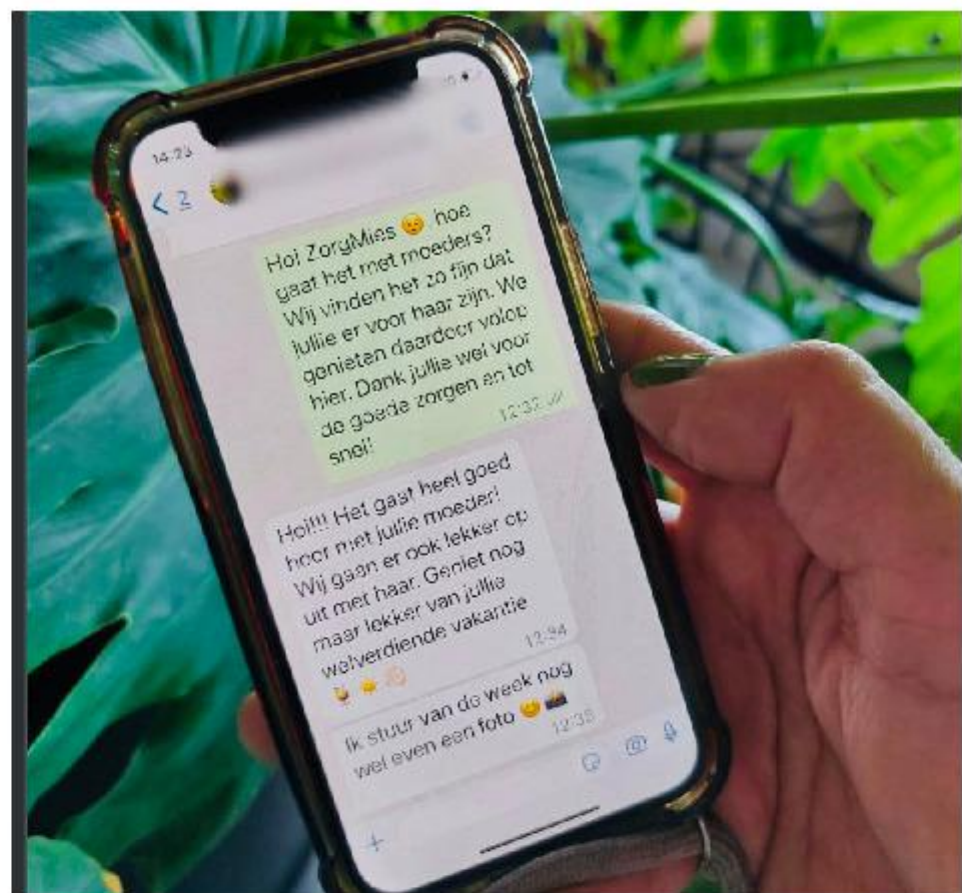 14:23
2
Hoi ZorgMies 😉 hoe
gaat het met moeders?
Wij vinden het zo fijn dat
jullie er voor haar zijn. We
genieten daardoor volop
hier. Dank jullie wel voor
de goede zorgen en tot
snel!
12:32
Hoi!!! Het gaat heel goed
hoor met jullie moeder!
Wij gaan er ook lekker op
uit met haar. Geniet nog
maar lekker van jullie
welverdiende vakantie
12:34
Ik stuur van de week nog
wel even een foto 😊 📸
12:35